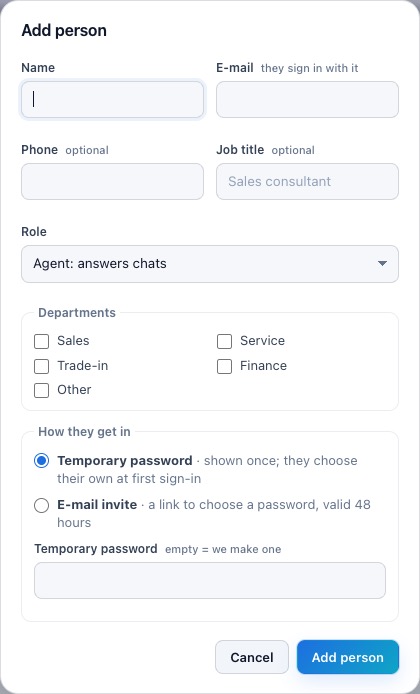 Add person
Name
E-mail they sign in with it
Phone optional
Job title optional
Sales consultant
Role
Agent: answers chats
Departments
Sales
Service
Trade-in
Finance
Other
How they get in
Temporary password · shown once; they choose
their own at first sign-in
E-mail invite · a link to choose a password, valid 48
hours
Temporary password empty = we make one
Cancel
Add person